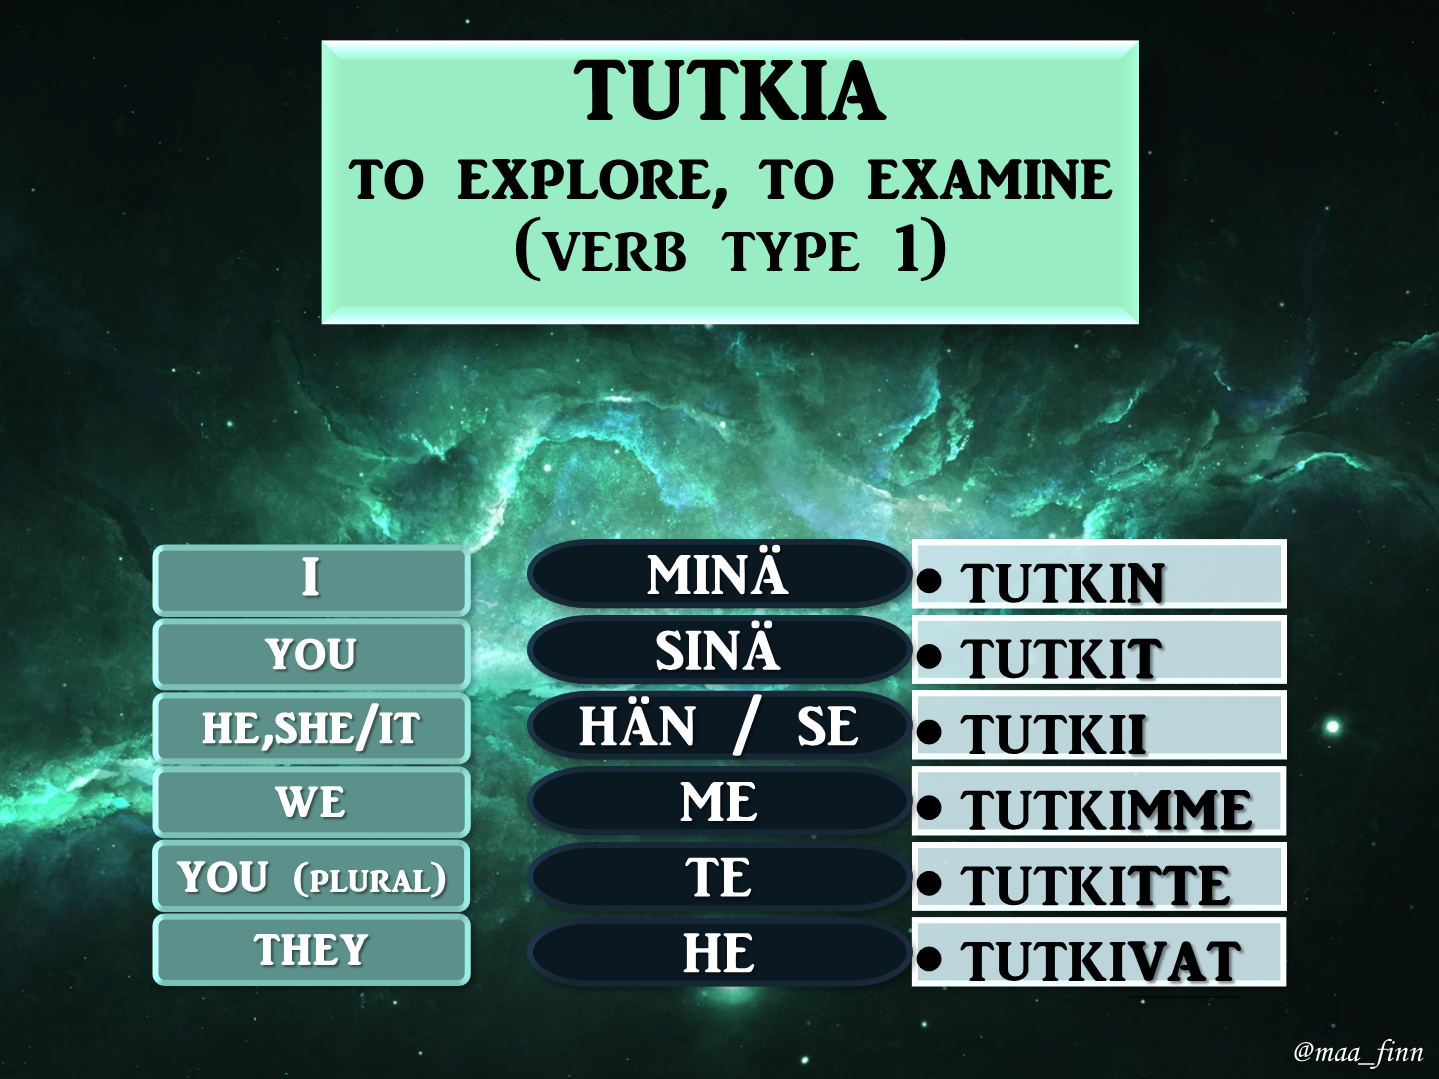 TUTKIA
TO EXPLORE, TO EXAMINE
(VERB TYPE 1)
I MINÄ • TUTKIN
YOU SINÄ • TUTKIT
HE,SHE/IT HÄN / SE • TUTKII
WE ME • TUTKIMME
YOU (PLURAL) TE • TUTKITTE
THEY HE • TUTKIVAT
@maa_finn